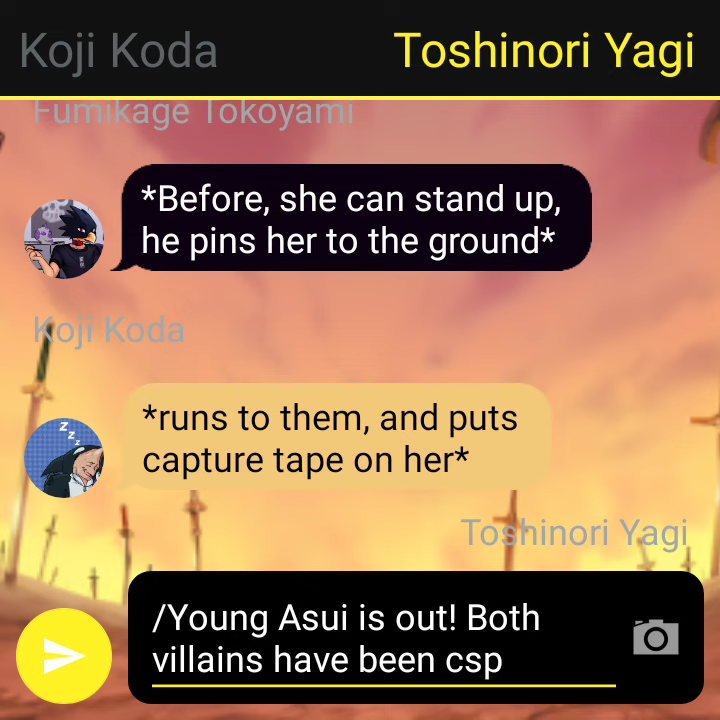 Koji Koda
Toshinori Yagi
Fumikage Tokoyami
*Before, she can stand up,
he pins her to the ground*
Koji Koda
z
z
z
*runs to them, and puts
capture tape on her*
Toshinori Yagi
/Young Asui is out! Both
villains have been csp